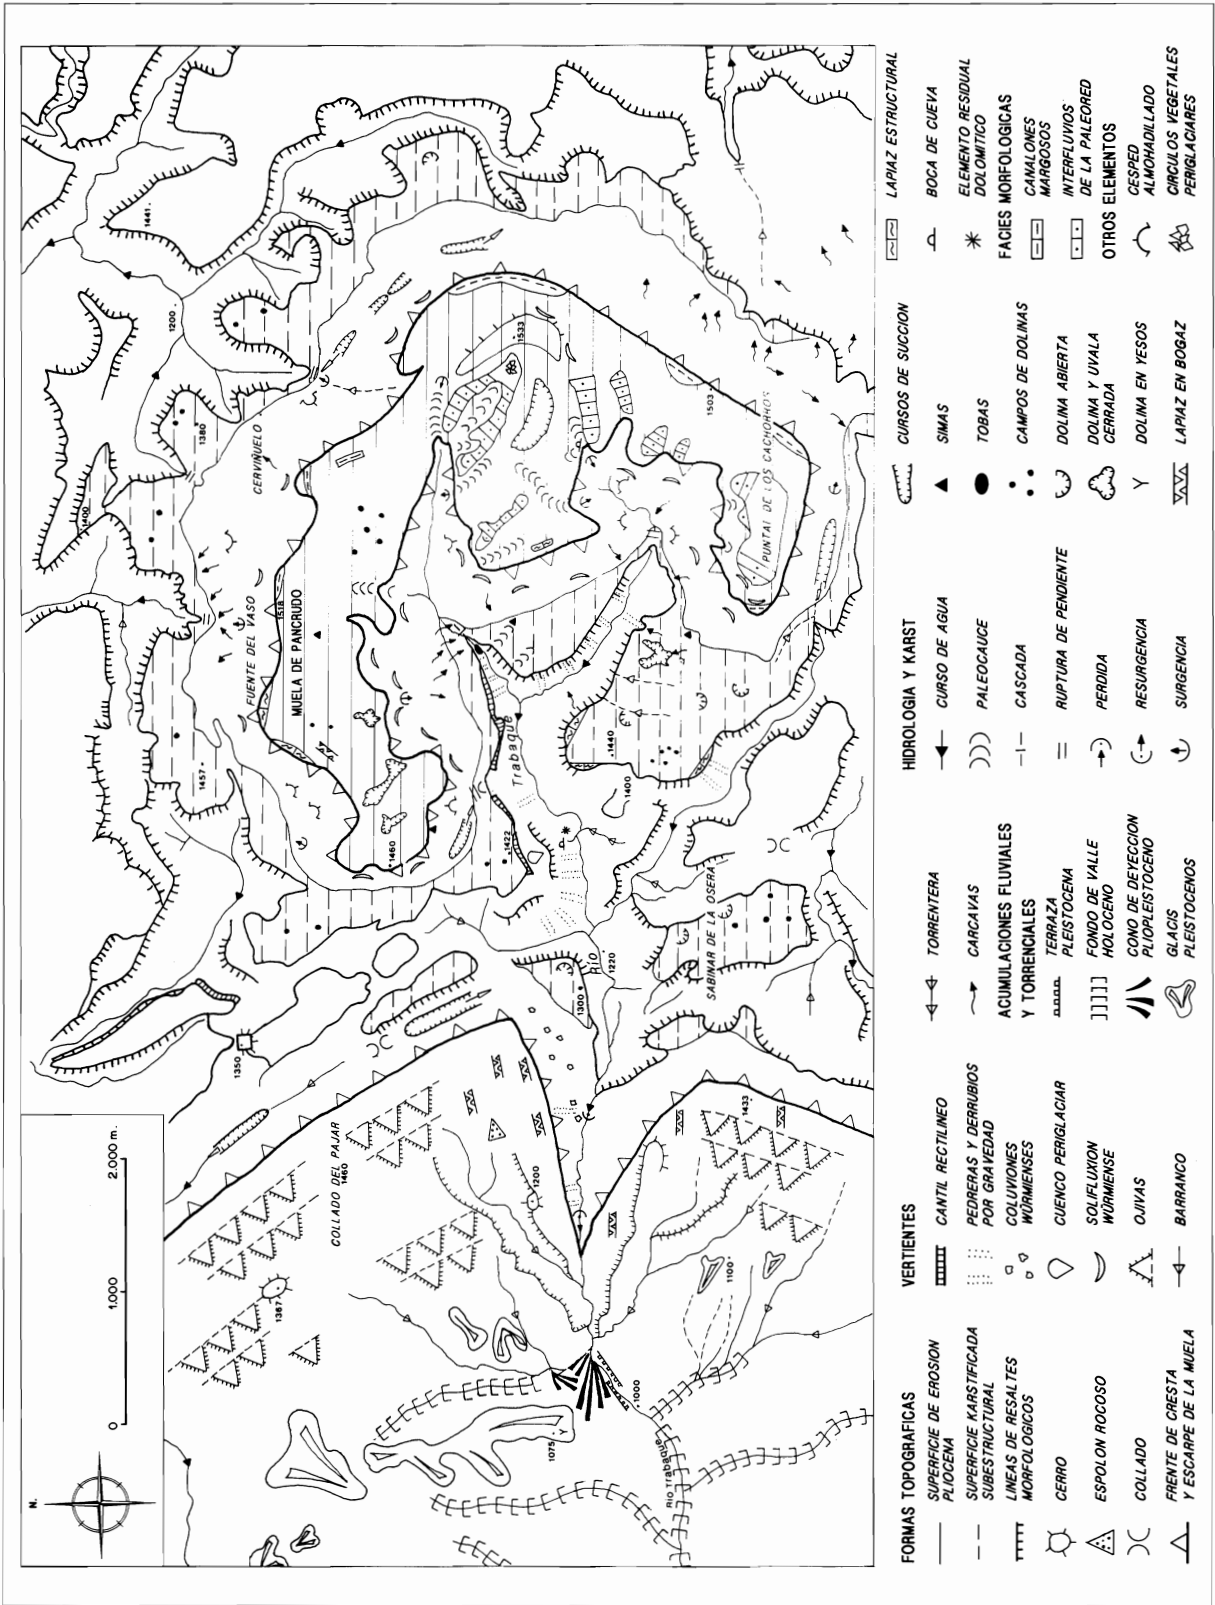 N.
0
1.000
2.000 m.
COLLADO DEL PAJAR
1460
1367
1350
1441
1200
1400
1380
CERVIÑUELO
FUENTE DEL VASO
1457
1518
MUELA DE PANCRUDO
1533
1503
PUNTAL DE LOS CACHORROS
1460
1422
Trabaque
Río
1220
1300
1440
1400
SABINAR DE LA OSERA
1433
1200
1100
1075
1000
Río Trabaque
FORMAS TOPOGRAFICAS
SUPERFICIE DE EROSION
PLIOCENA
SUPERFICIE KARSTIFICADA
SUBESTRUCTURAL
LINEAS DE RESALTES
MORFOLOGICOS
CERRO
ESPOLON ROCOSO
COLLADO
FRENTE DE CRESTA
Y ESCARPE DE LA MUELA
VERTIENTES
CANTIL RECTILINEO
PEDRERAS Y DERRUBIOS
POR GRAVEDAD
COLUVIONES
WÜRMIENSES
CUENCO PERIGLACIAR
SOLIFLUXION
WÜRMIENSE
OJIVAS
BARRANCO
TORRENTERA
CARCAVAS
ACUMULACIONES FLUVIALES
Y TORRENCIALES
TERRAZA
PLEISTOCENA
FONDO DE VALLE
HOLOCENO
CONO DE DEYECCION
PLIOPLEISTOCENO
GLACIS
PLEISTOCENOS
HIDROLOGIA Y KARST
CURSO DE AGUA
PALEOCAUCE
CASCADA
RUPTURA DE PENDIENTE
PERDIDA
RESURGENCIA
SURGENCIA
CURSOS DE SUCCION
SIMAS
TOBAS
CAMPOS DE DOLINAS
DOLINA ABIERTA
DOLINA Y UVALA
CERRADA
DOLINA EN YESOS
LAPIAZ EN BOGAZ
LAPIAZ ESTRUCTURAL
BOCA DE CUEVA
ELEMENTO RESIDUAL
DOLOMITICO
FACIES MORFOLOGICAS
CANALONES
MARGOSOS
INTERFLUVIOS
DE LA PALEORED
OTROS ELEMENTOS
CESPED
ALMOHADILLADO
CIRCULOS VEGETALES
PERIGLACIARES